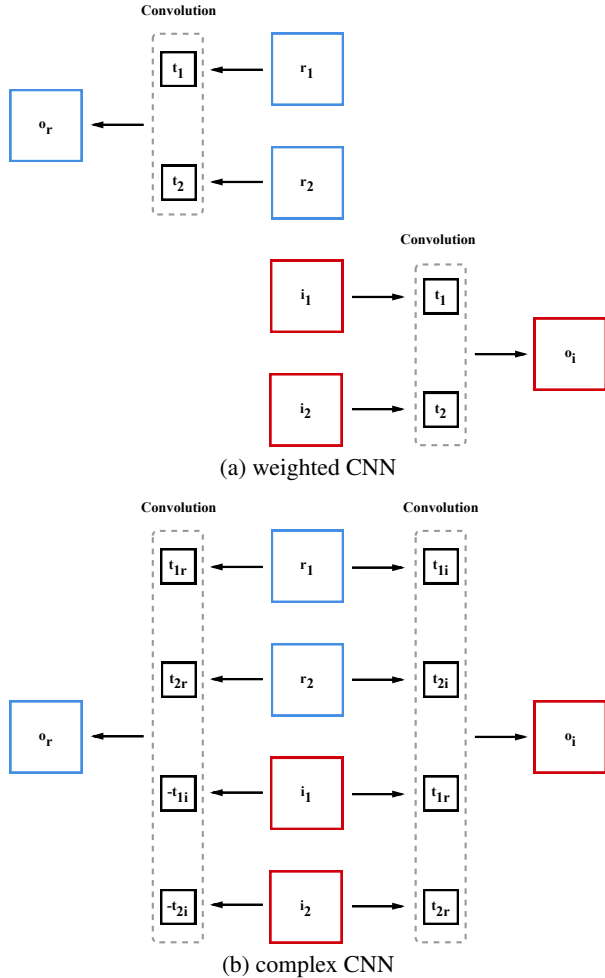 Convolution
t1 r1
or
t2 r2
Convolution
i1 t1
oi
i2 t2
(a) weighted CNN
Convolution Convolution
t1r r1 t1i
t2r r2 t2i
or oi
-t1i i1 t1r
-t2i i2 t2r
(b) complex CNN